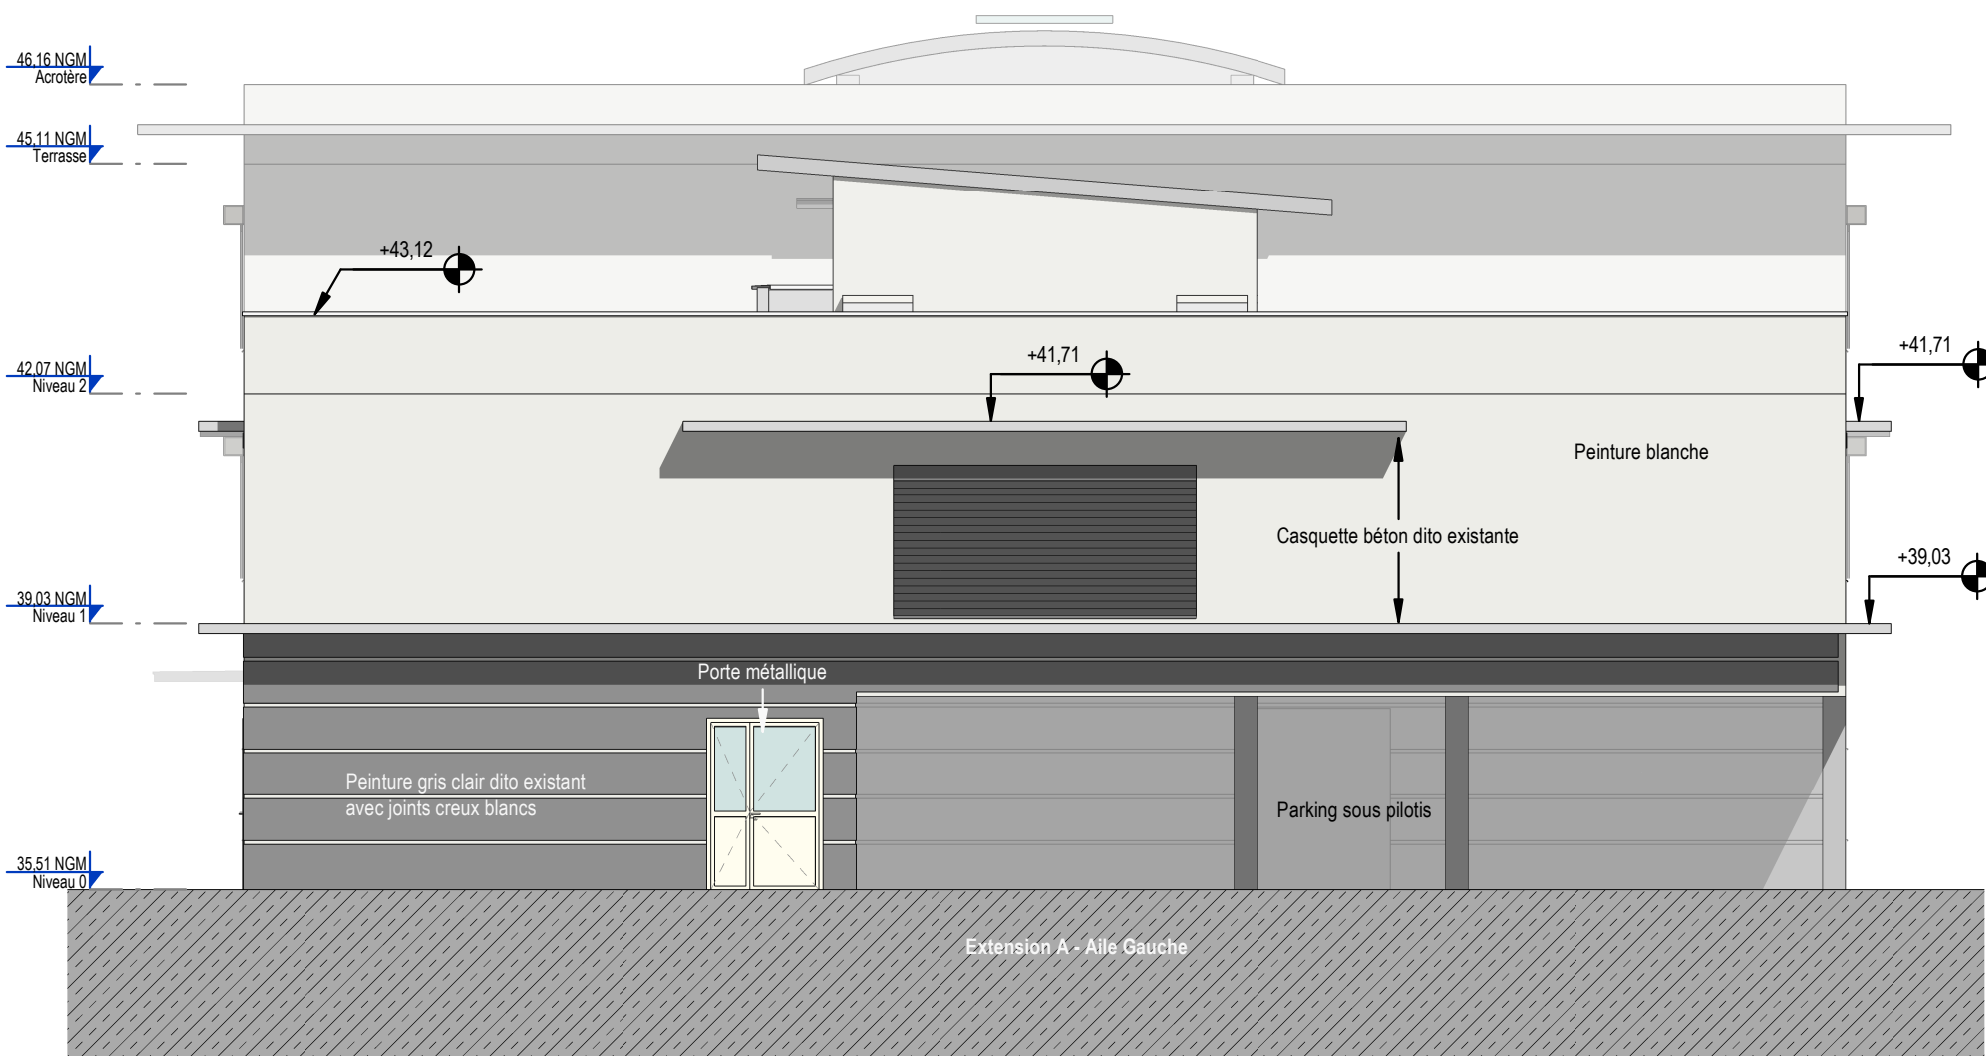 46,16 NGM
Acrotère
45,11 NGM
Terrasse
+43,12
+41,71
+41,71
42,07 NGM
Niveau 2
Peinture blanche
Casquette béton dito existante
+39,03
39,03 NGM
Niveau 1
Porte métallique
Peinture gris clair dito existant
avec joints creux blancs
Parking sous pilotis
35,51 NGM
Niveau 0
Extension A - Aile Gauche